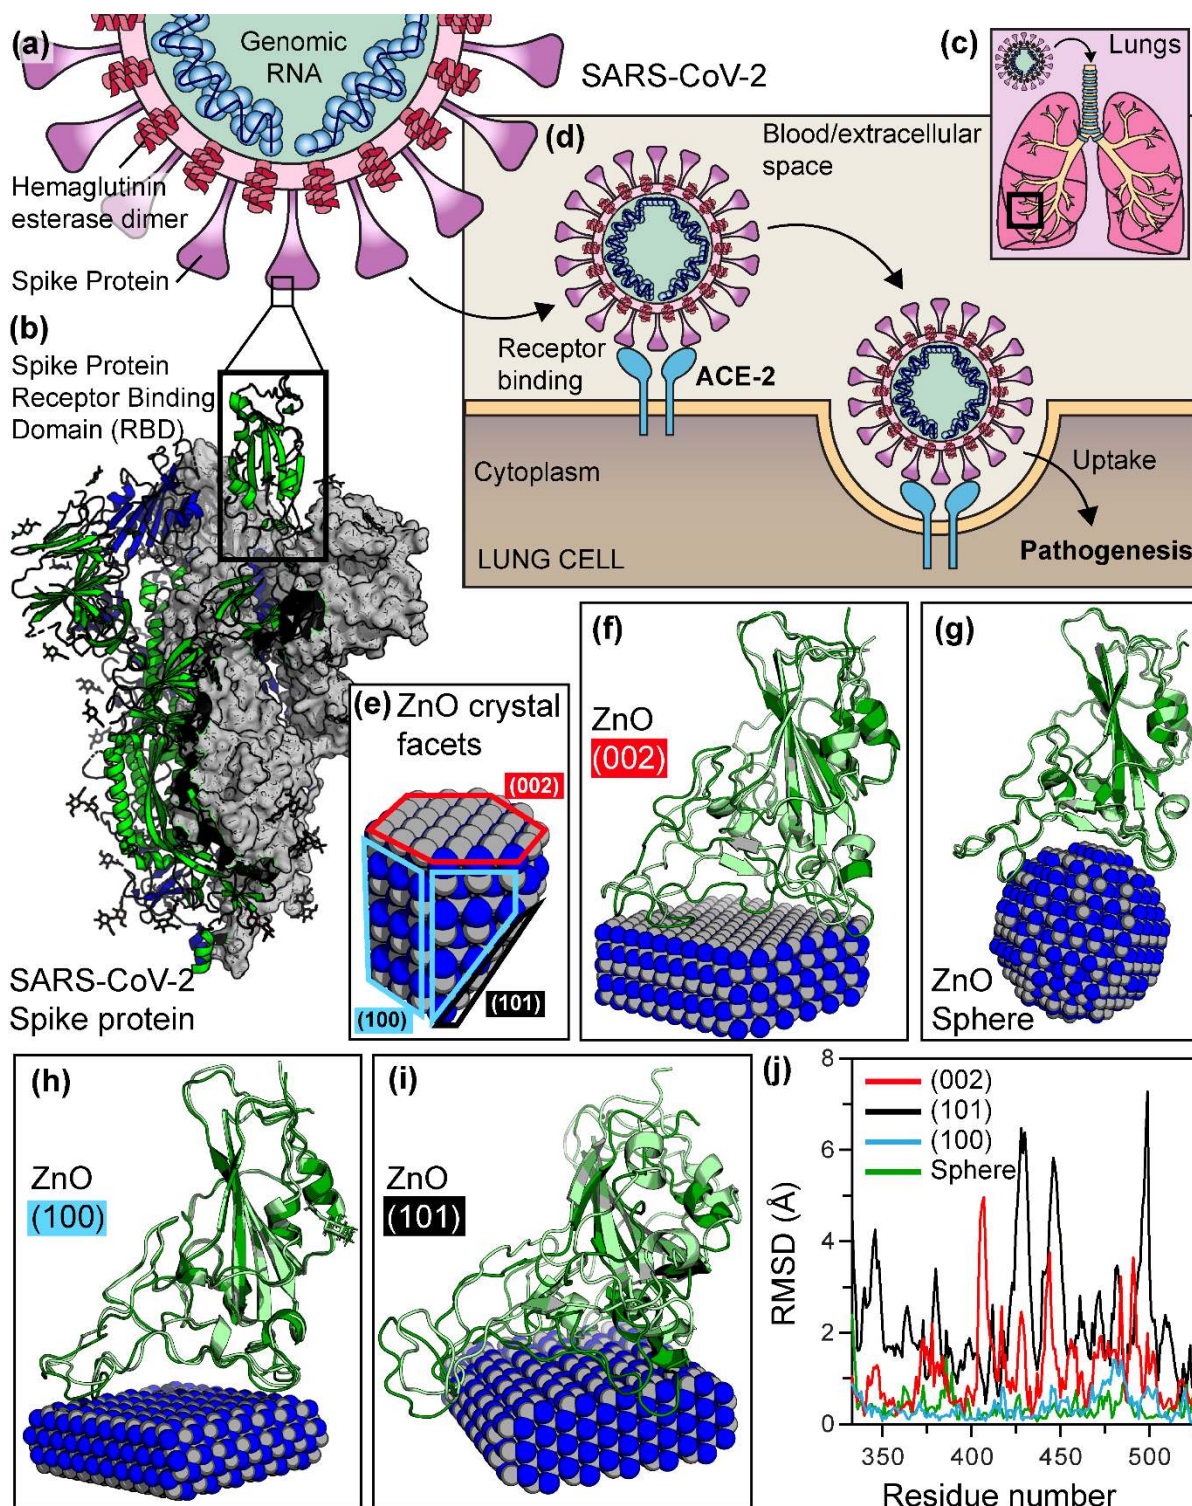 (a)
Genomic
RNA
SARS-CoV-2
(c)
Lungs
Hemaglutinin
esterase dimer
Spike Protein
(d)
Blood/extracellular
space
Receptor
binding
ACE-2
Cytoplasm
LUNG CELL
Uptake
Pathogenesis
(b)
Spike Protein
Receptor Binding
Domain (RBD)
SARS-CoV-2
Spike protein
(e) ZnO crystal
facets
(002)
(100)
(101)
(f)
ZnO
(002)
(g)
ZnO
Sphere
(h)
ZnO
(100)
(i)
ZnO
(101)
(j)
(002)
(101)
(100)
Sphere
RMSD (Å)
8
6
4
2
0
350
400
450
500
Residue number